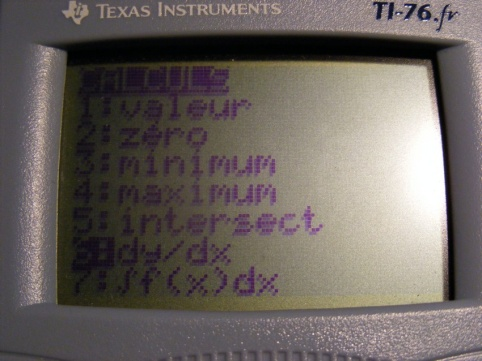 TEXAS INSTRUMENTS
TI-76.fr
CALCULS
1:valeur
2:zéro
3:minimum
4:maximum
5:intersect
6:dy/dx
7:∫f(x)dx